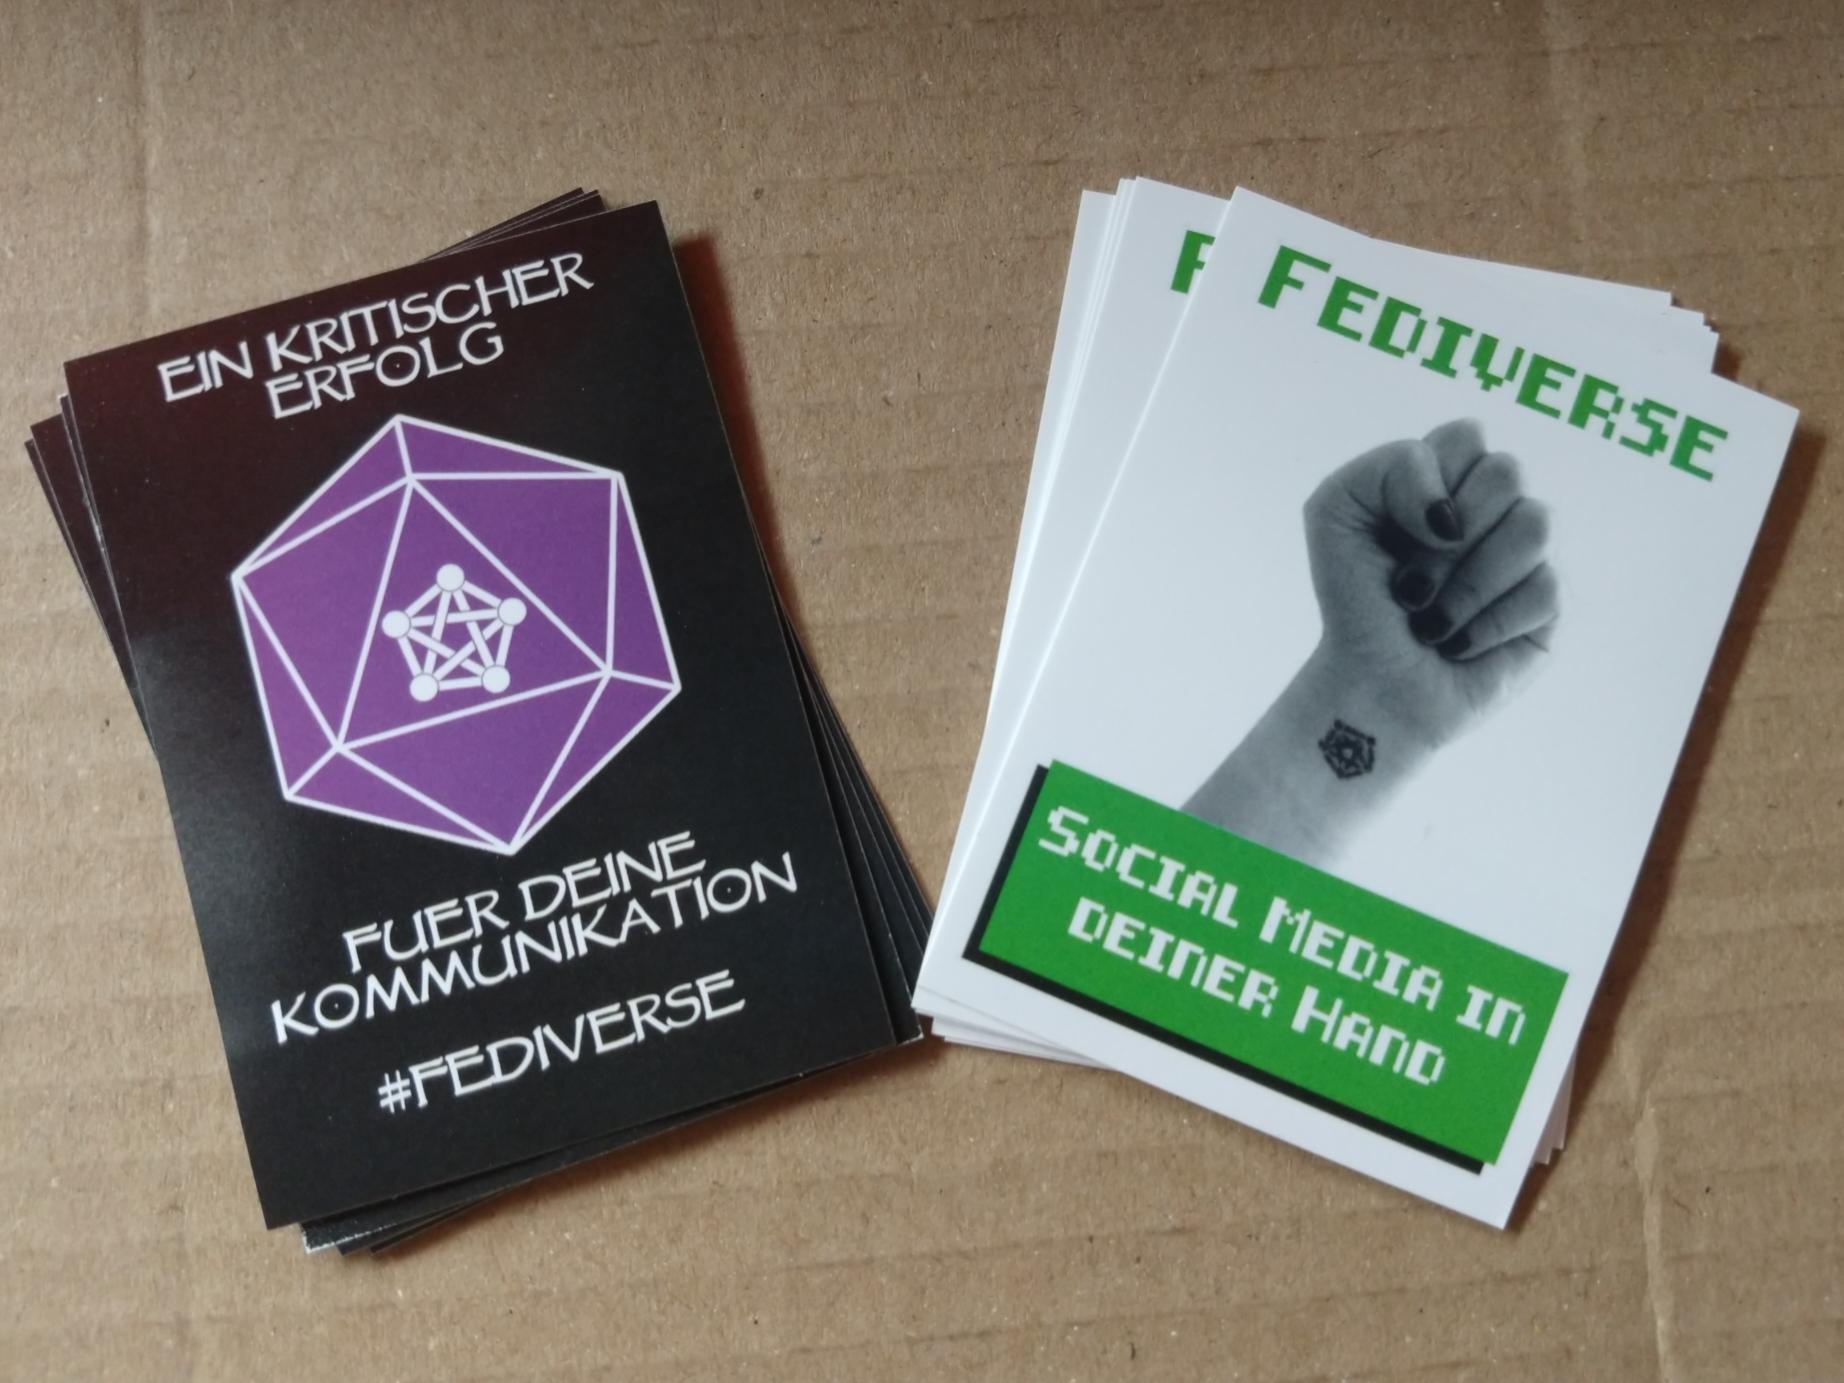 EIN KRITISCHER
ERFOLG
FUER DEINE
KOMMUNIKATION
#FEDIVERSE
F
FEDIVERSE
SOCIAL MEDIA IN
DEINER HAND